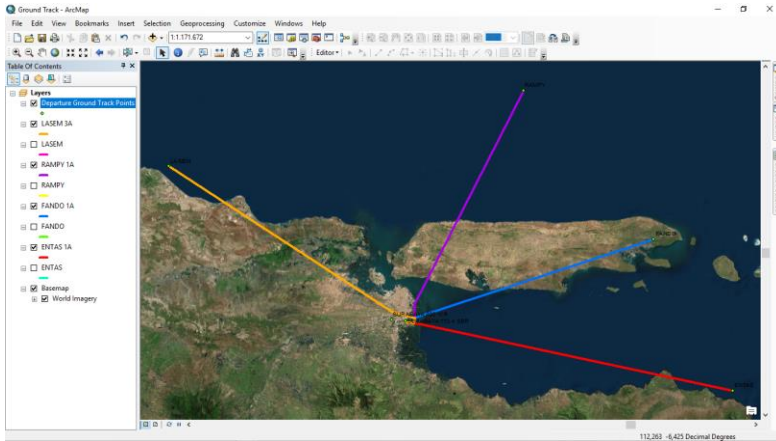 Ground Track - ArcMap
File Edit View Bookmarks Insert Selection Geoprocessing Customize Windows Help
1:1.171.672
Editor
Table Of Contents
Layers
Departure Ground Track Points
LASEM 3A
LASEM
RAMPY 1A
RAMPY
FANDO 1A
FANDO
ENTAS 1A
ENTAS
Basemap
World Imagery
RAMPY
112,263 -6,425 Decimal Degrees